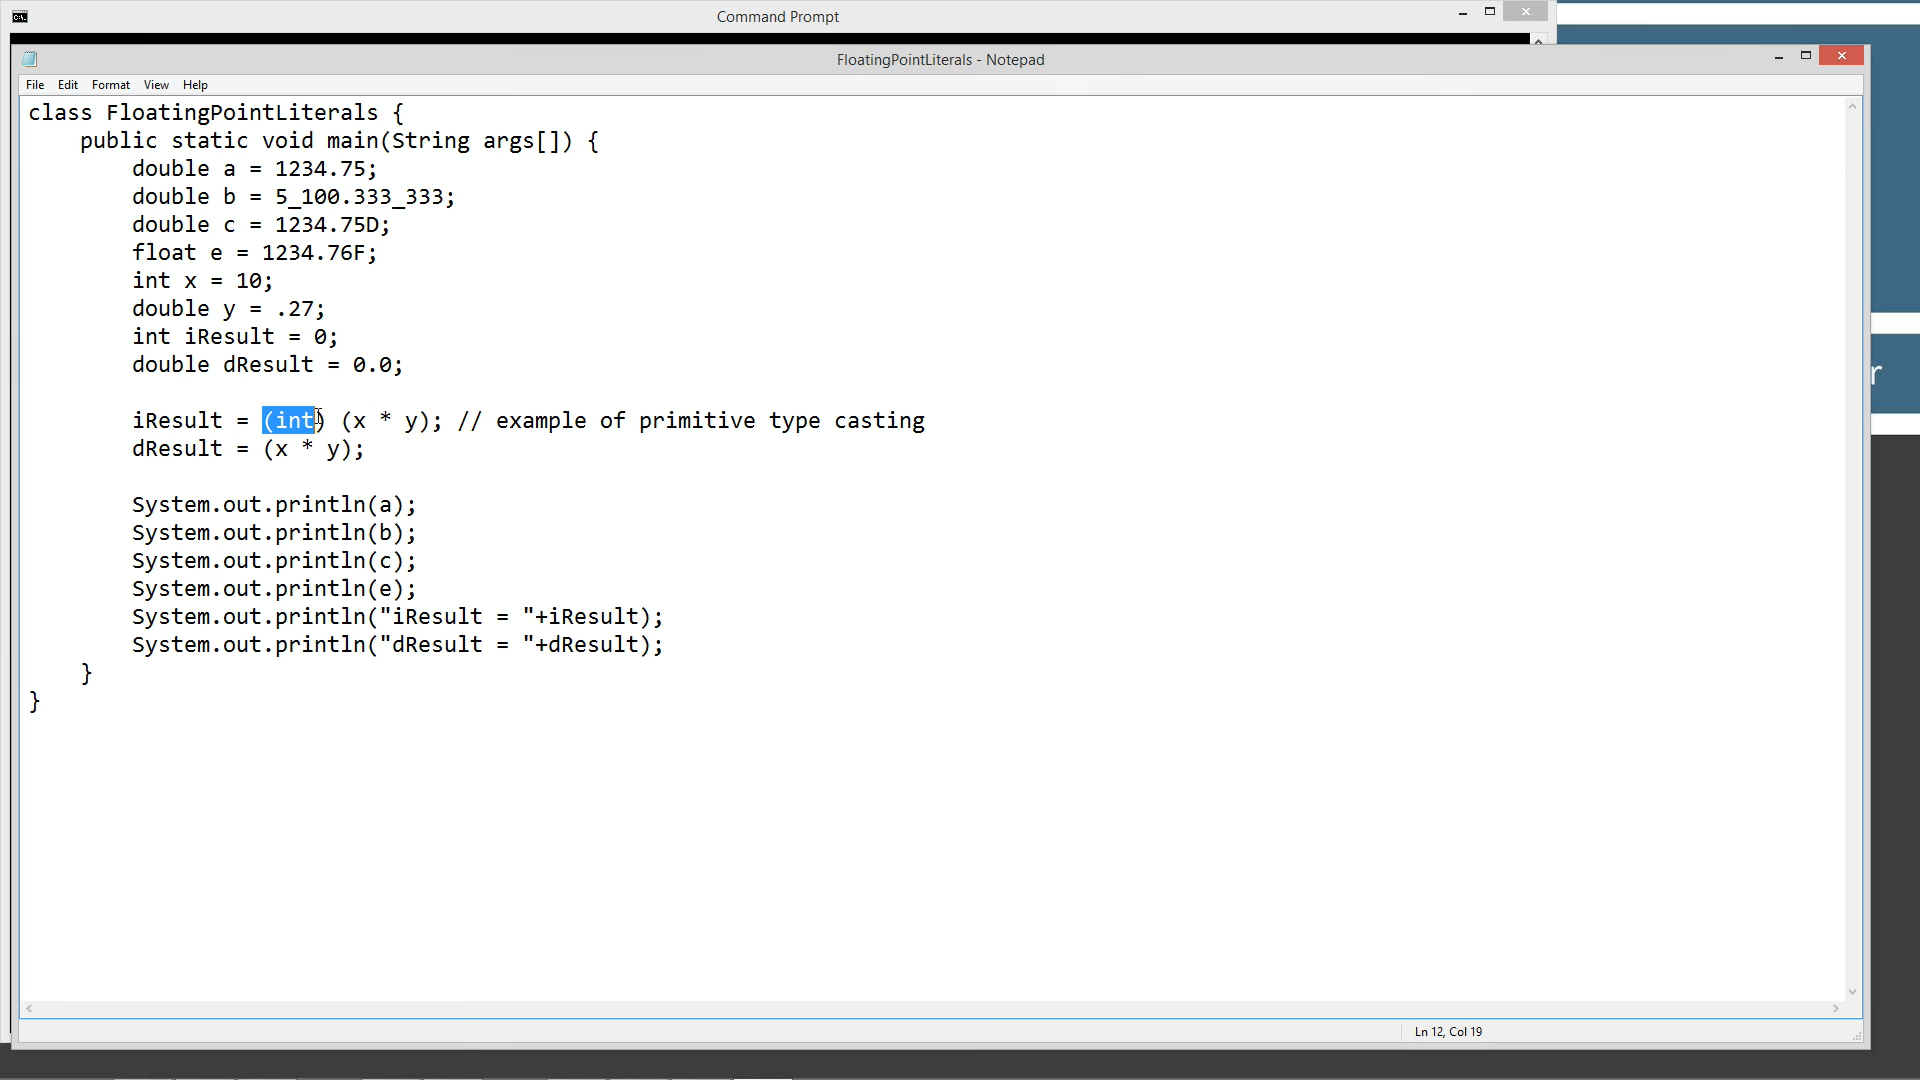 Command Prompt
FloatingPointLiterals - Notepad
File Edit Format View Help
class FloatingPointLiterals {
    public static void main(String args[]) {
        double a = 1234.75;
        double b = 5_100.333_333;
        double c = 1234.75D;
        float e = 1234.76F;
        int x = 10;
        double y = .27;
        int iResult = 0;
        double dResult = 0.0;
        iResult = (int) (x * y); // example of primitive type casting
        dResult = (x * y);
        System.out.println(a);
        System.out.println(b);
        System.out.println(c);
        System.out.println(e);
        System.out.println("iResult = "+iResult);
        System.out.println("dResult = "+dResult);
    }
}
r
Ln 12, Col 19